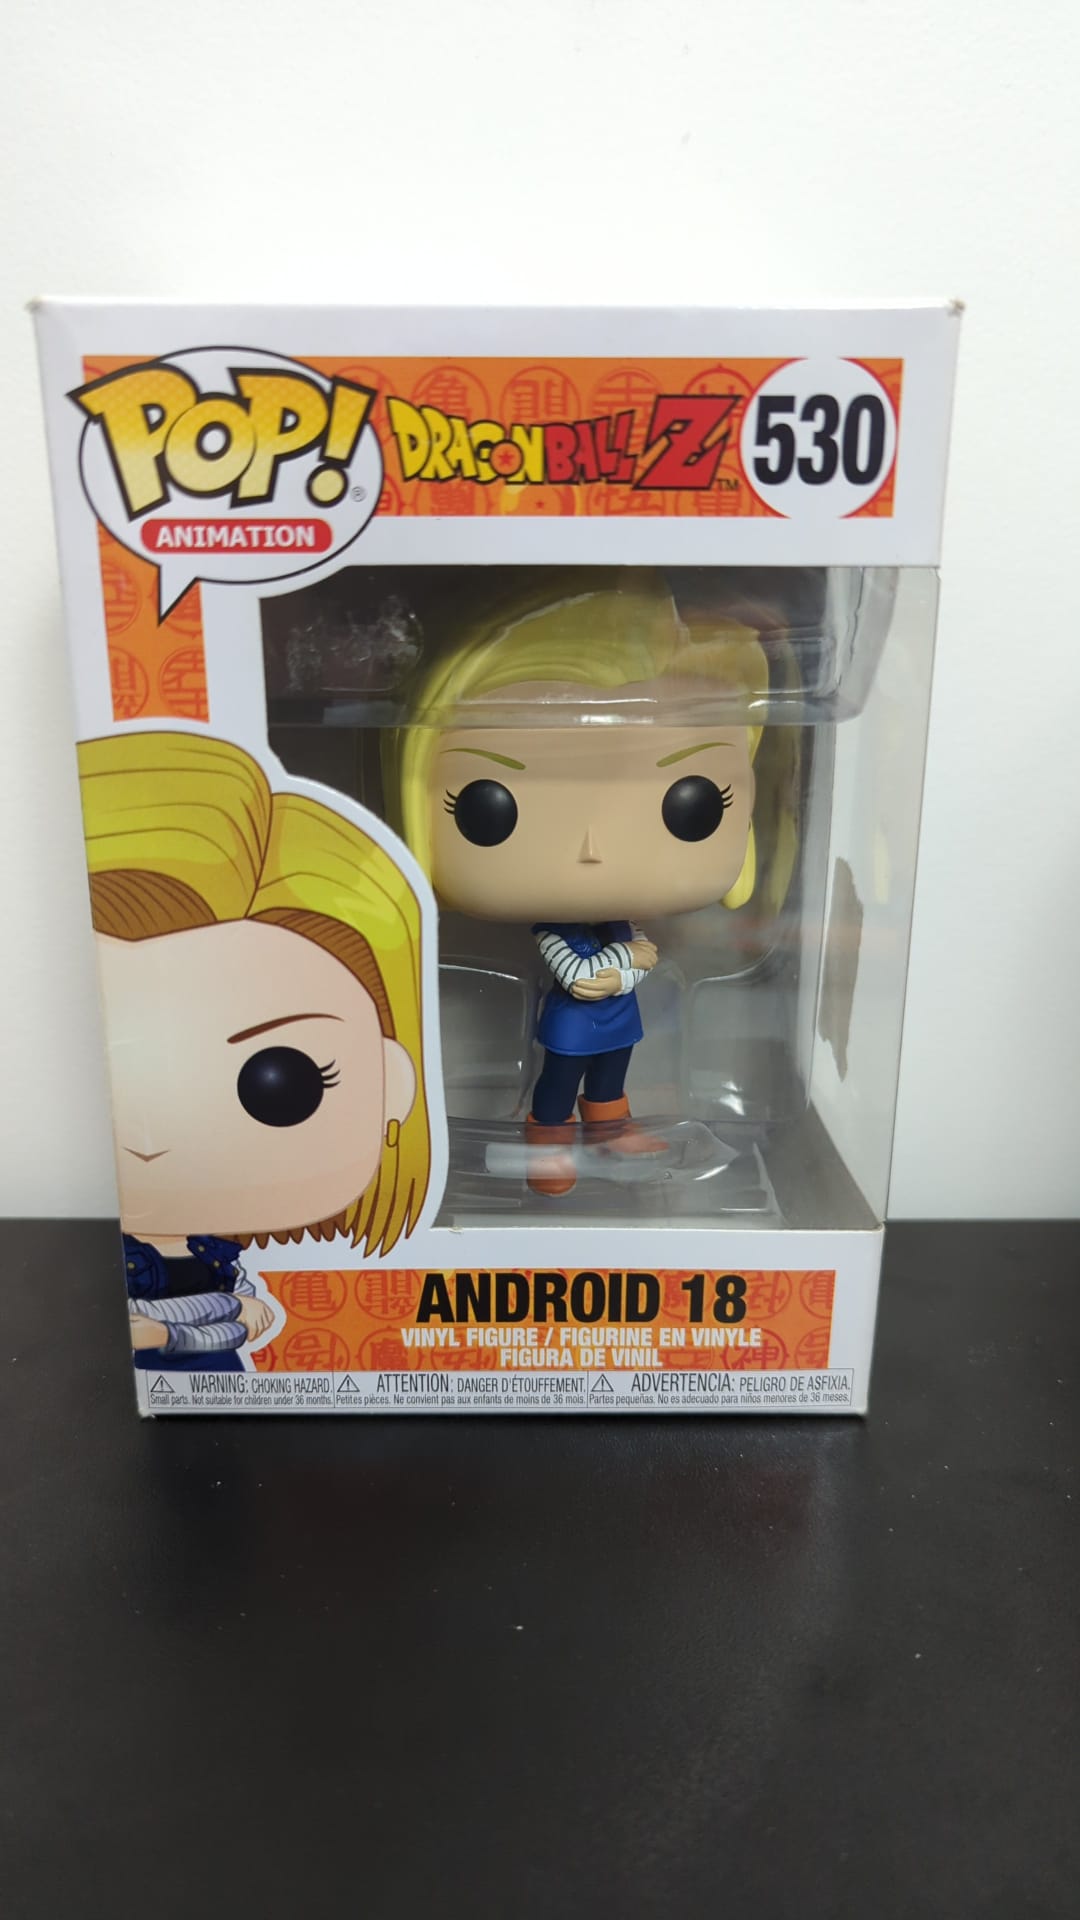 POP!®
ANIMATION
DRAGONBALL Z™
530
ANDROID 18
VINYL FIGURE / FIGURINE EN VINYLE
FIGURA DE VINIL
WARNING: CHOKING HAZARD.
Small parts. Not suitable for children under 36 months.
ATTENTION: DANGER D'ÉTOUFFEMENT.
Petites pièces. Ne convient pas aux enfants de moins de 36 mois.
ADVERTENCIA: PELIGRO DE ASFIXIA.
Partes pequeñas. No es adecuado para niños menores de 36 meses.